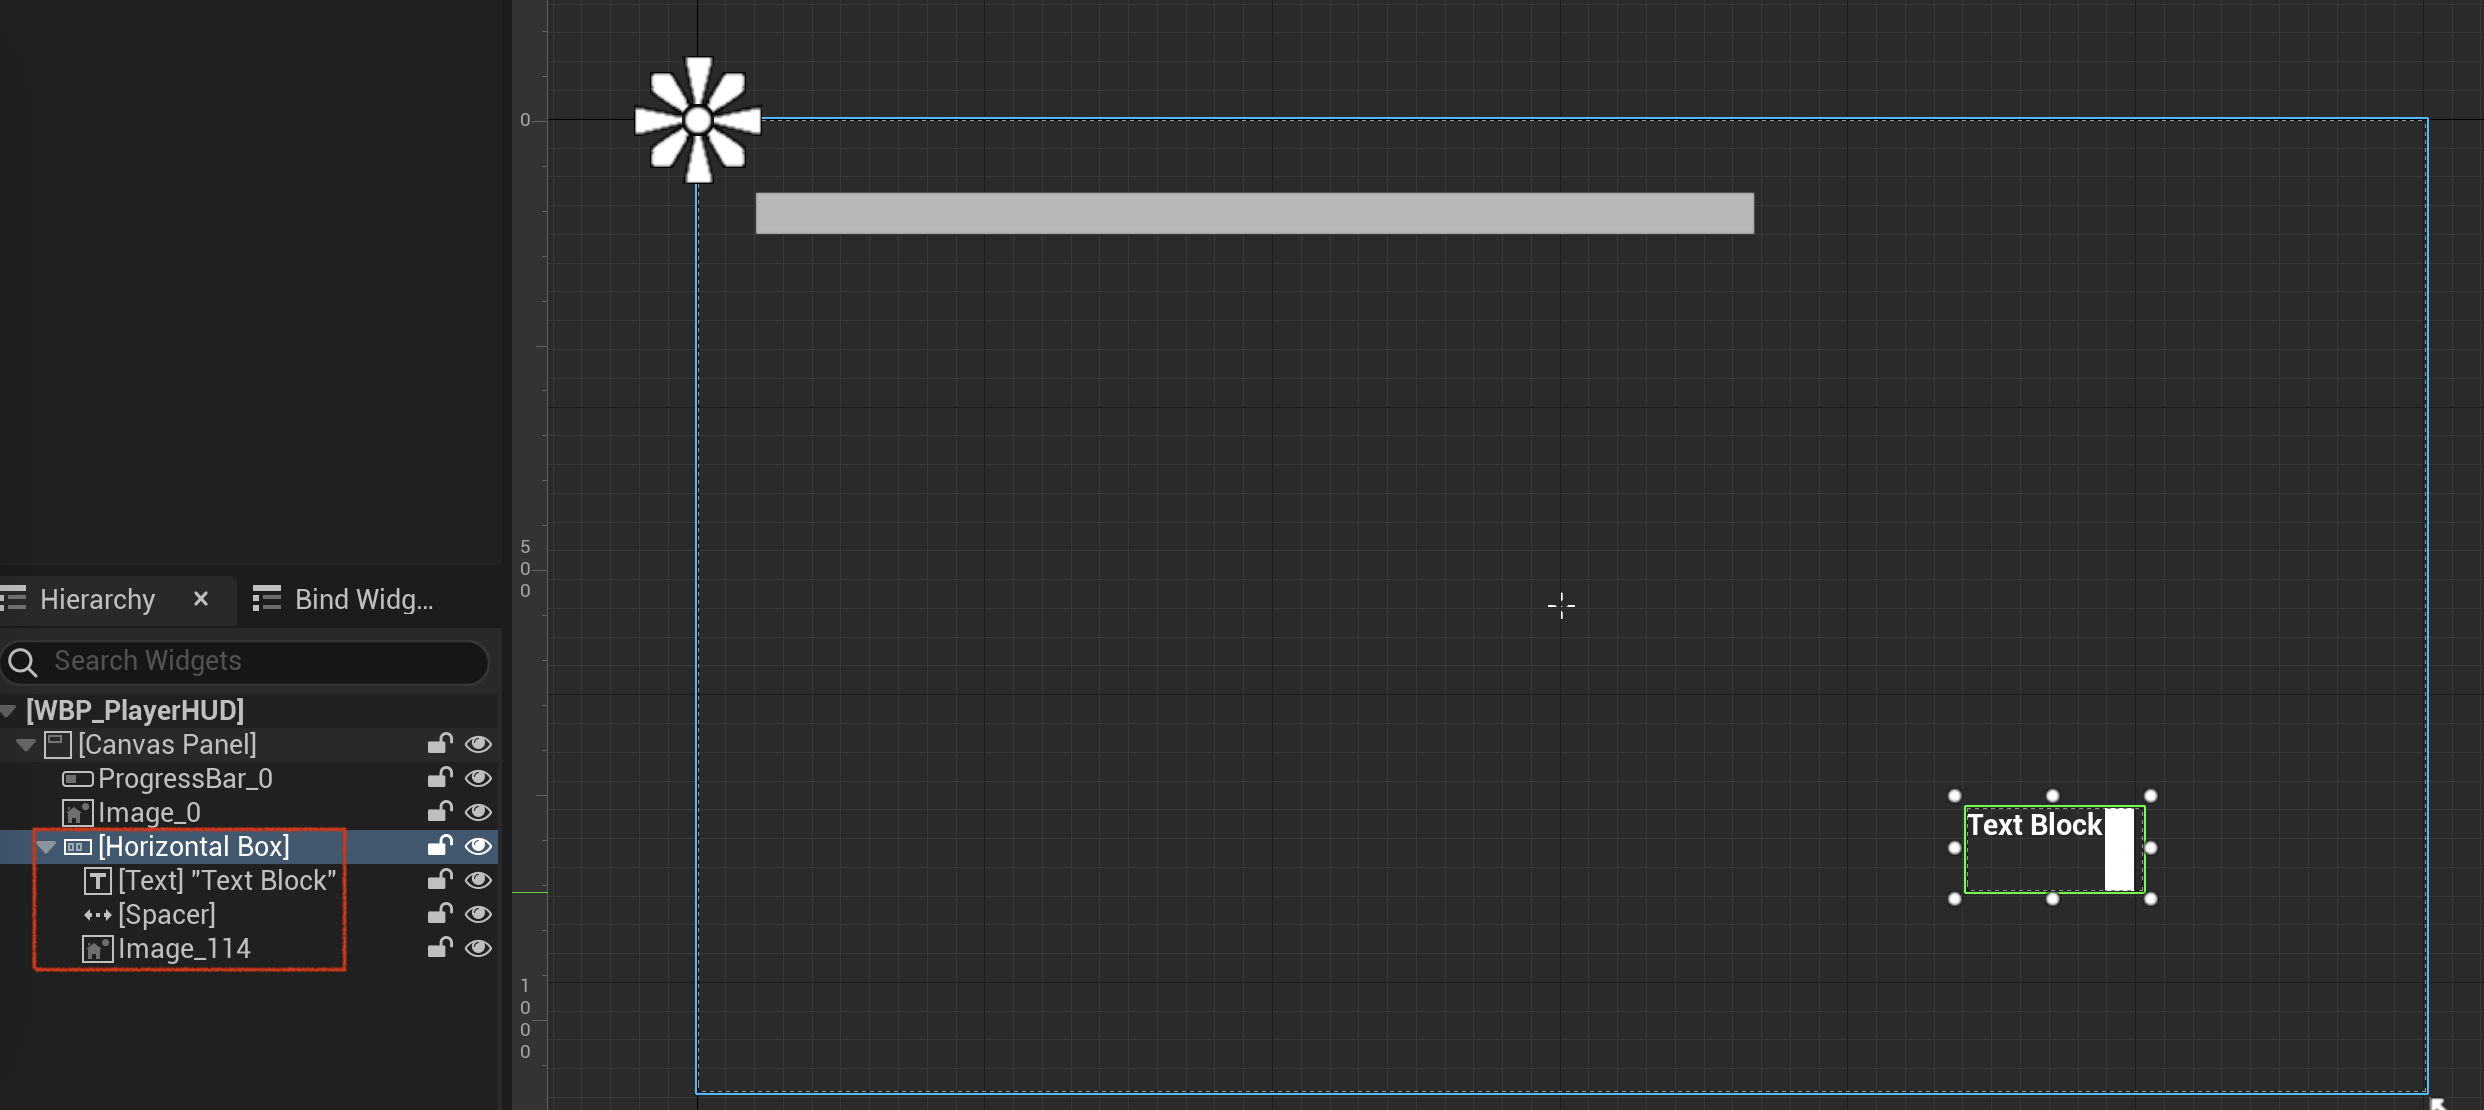 0
500
1000
Hierarchy
Bind Widg...
Search Widgets
[WBP_PlayerHUD]
[Canvas Panel]
ProgressBar_0
Image_0
[Horizontal Box]
[Text] "Text Block"
[Spacer]
Image_114
Text Block